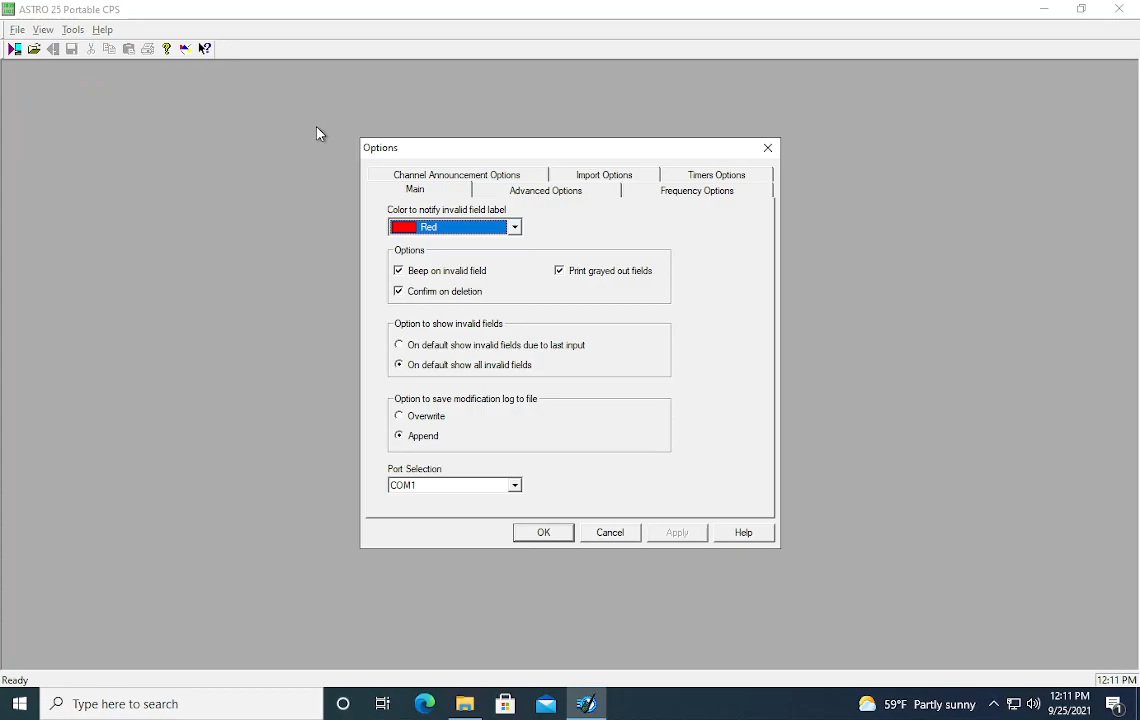 ASTRO 25 Portable CPS
File View Tools Help
Options
Channel Announcement Options Import Options Timers Options
Main Advanced Options Frequency Options
Color to notify invalid field label
Red
Options
Beep on invalid field Print grayed out fields
Confirm on deletion
Option to show invalid fields
On default show invalid fields due to last input
On default show all invalid fields
Option to save modification log to file
Overwrite
Append
Port Selection
COM1
OK Cancel Apply Help
Ready 12:11 PM
Type here to search 59°F Partly sunny 12:11 PM
9/25/2021 1